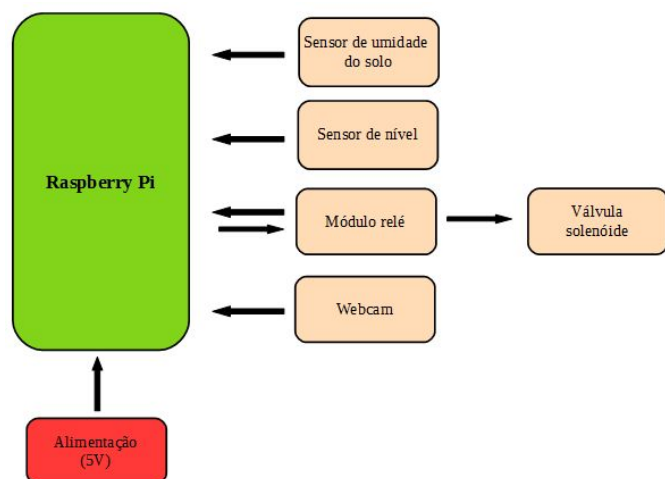 Sensor de umidade
do solo
Sensor de nível
Raspberry Pi
Módulo relé
Válvula
solenóide
Webcam
Alimentação
(5V)